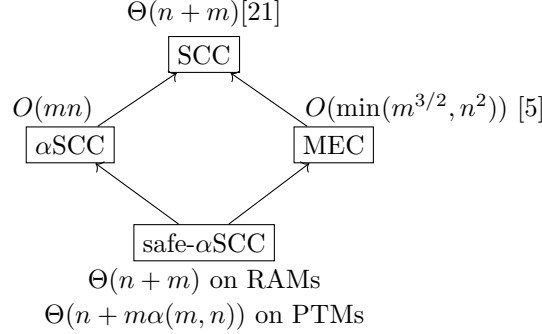 Θ(n + m)[21]
SCC
O(mn)
O(min(m^{3/2}, n^2)) [5]
αSCC
MEC
safe-αSCC
Θ(n + m) on RAMs
Θ(n + mα(m, n)) on PTMs